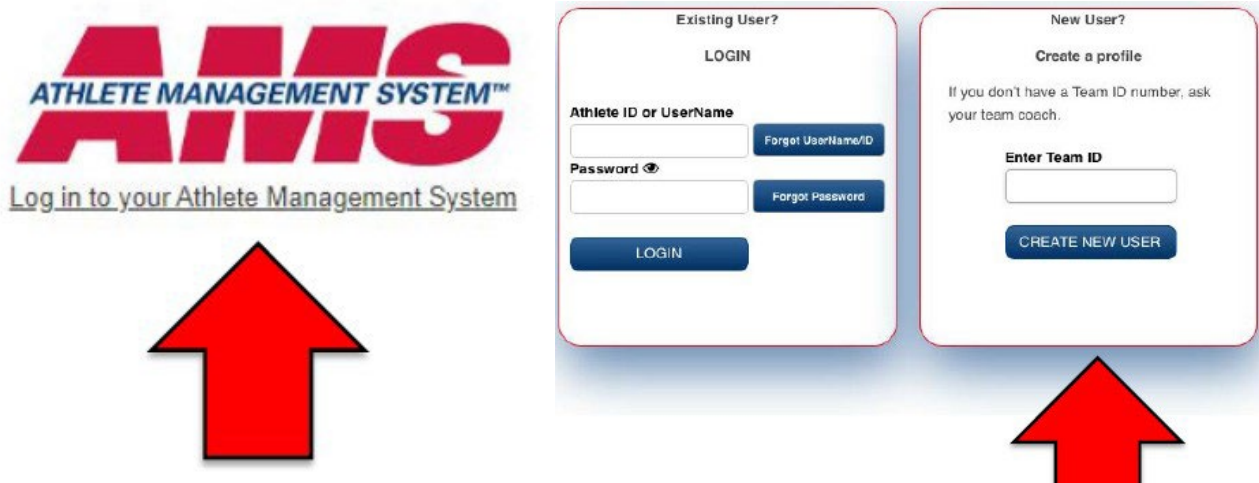 AMS
ATHLETE MANAGEMENT SYSTEM™
Log in to your Athlete Management System
Existing User?
LOGIN
Athlete ID or UserName
Forgot UserName/ID
Password
Forgot Password
LOGIN
New User?
Create a profile
If you don't have a Team ID number, ask
your team coach.
Enter Team ID
CREATE NEW USER